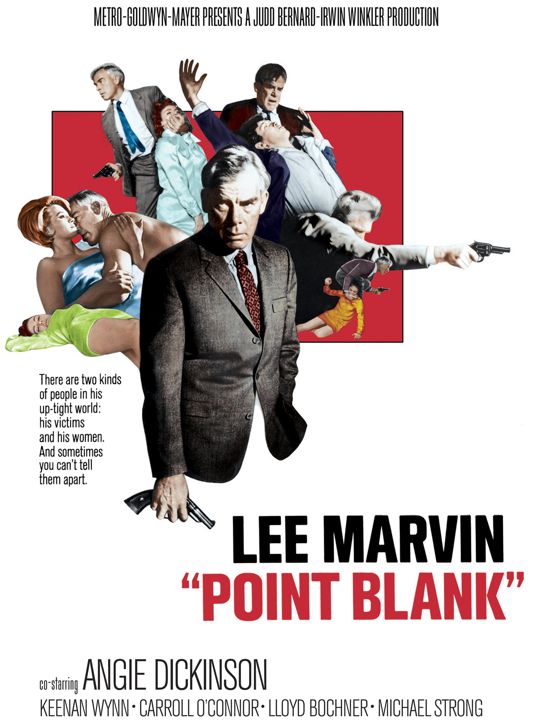 METRO-GOLDWYN-MAYER PRESENTS A JUDD BERNARD-IRWIN WINKLER PRODUCTION
There are two kinds
of people in his
up-tight world:
his victims
and his women.
And sometimes
you can't tell
them apart.
LEE MARVIN
“POINT BLANK”
co-starring ANGIE DICKINSON
KEENAN WYNN • CARROLL O'CONNOR • LLOYD BOCHNER • MICHAEL STRONG